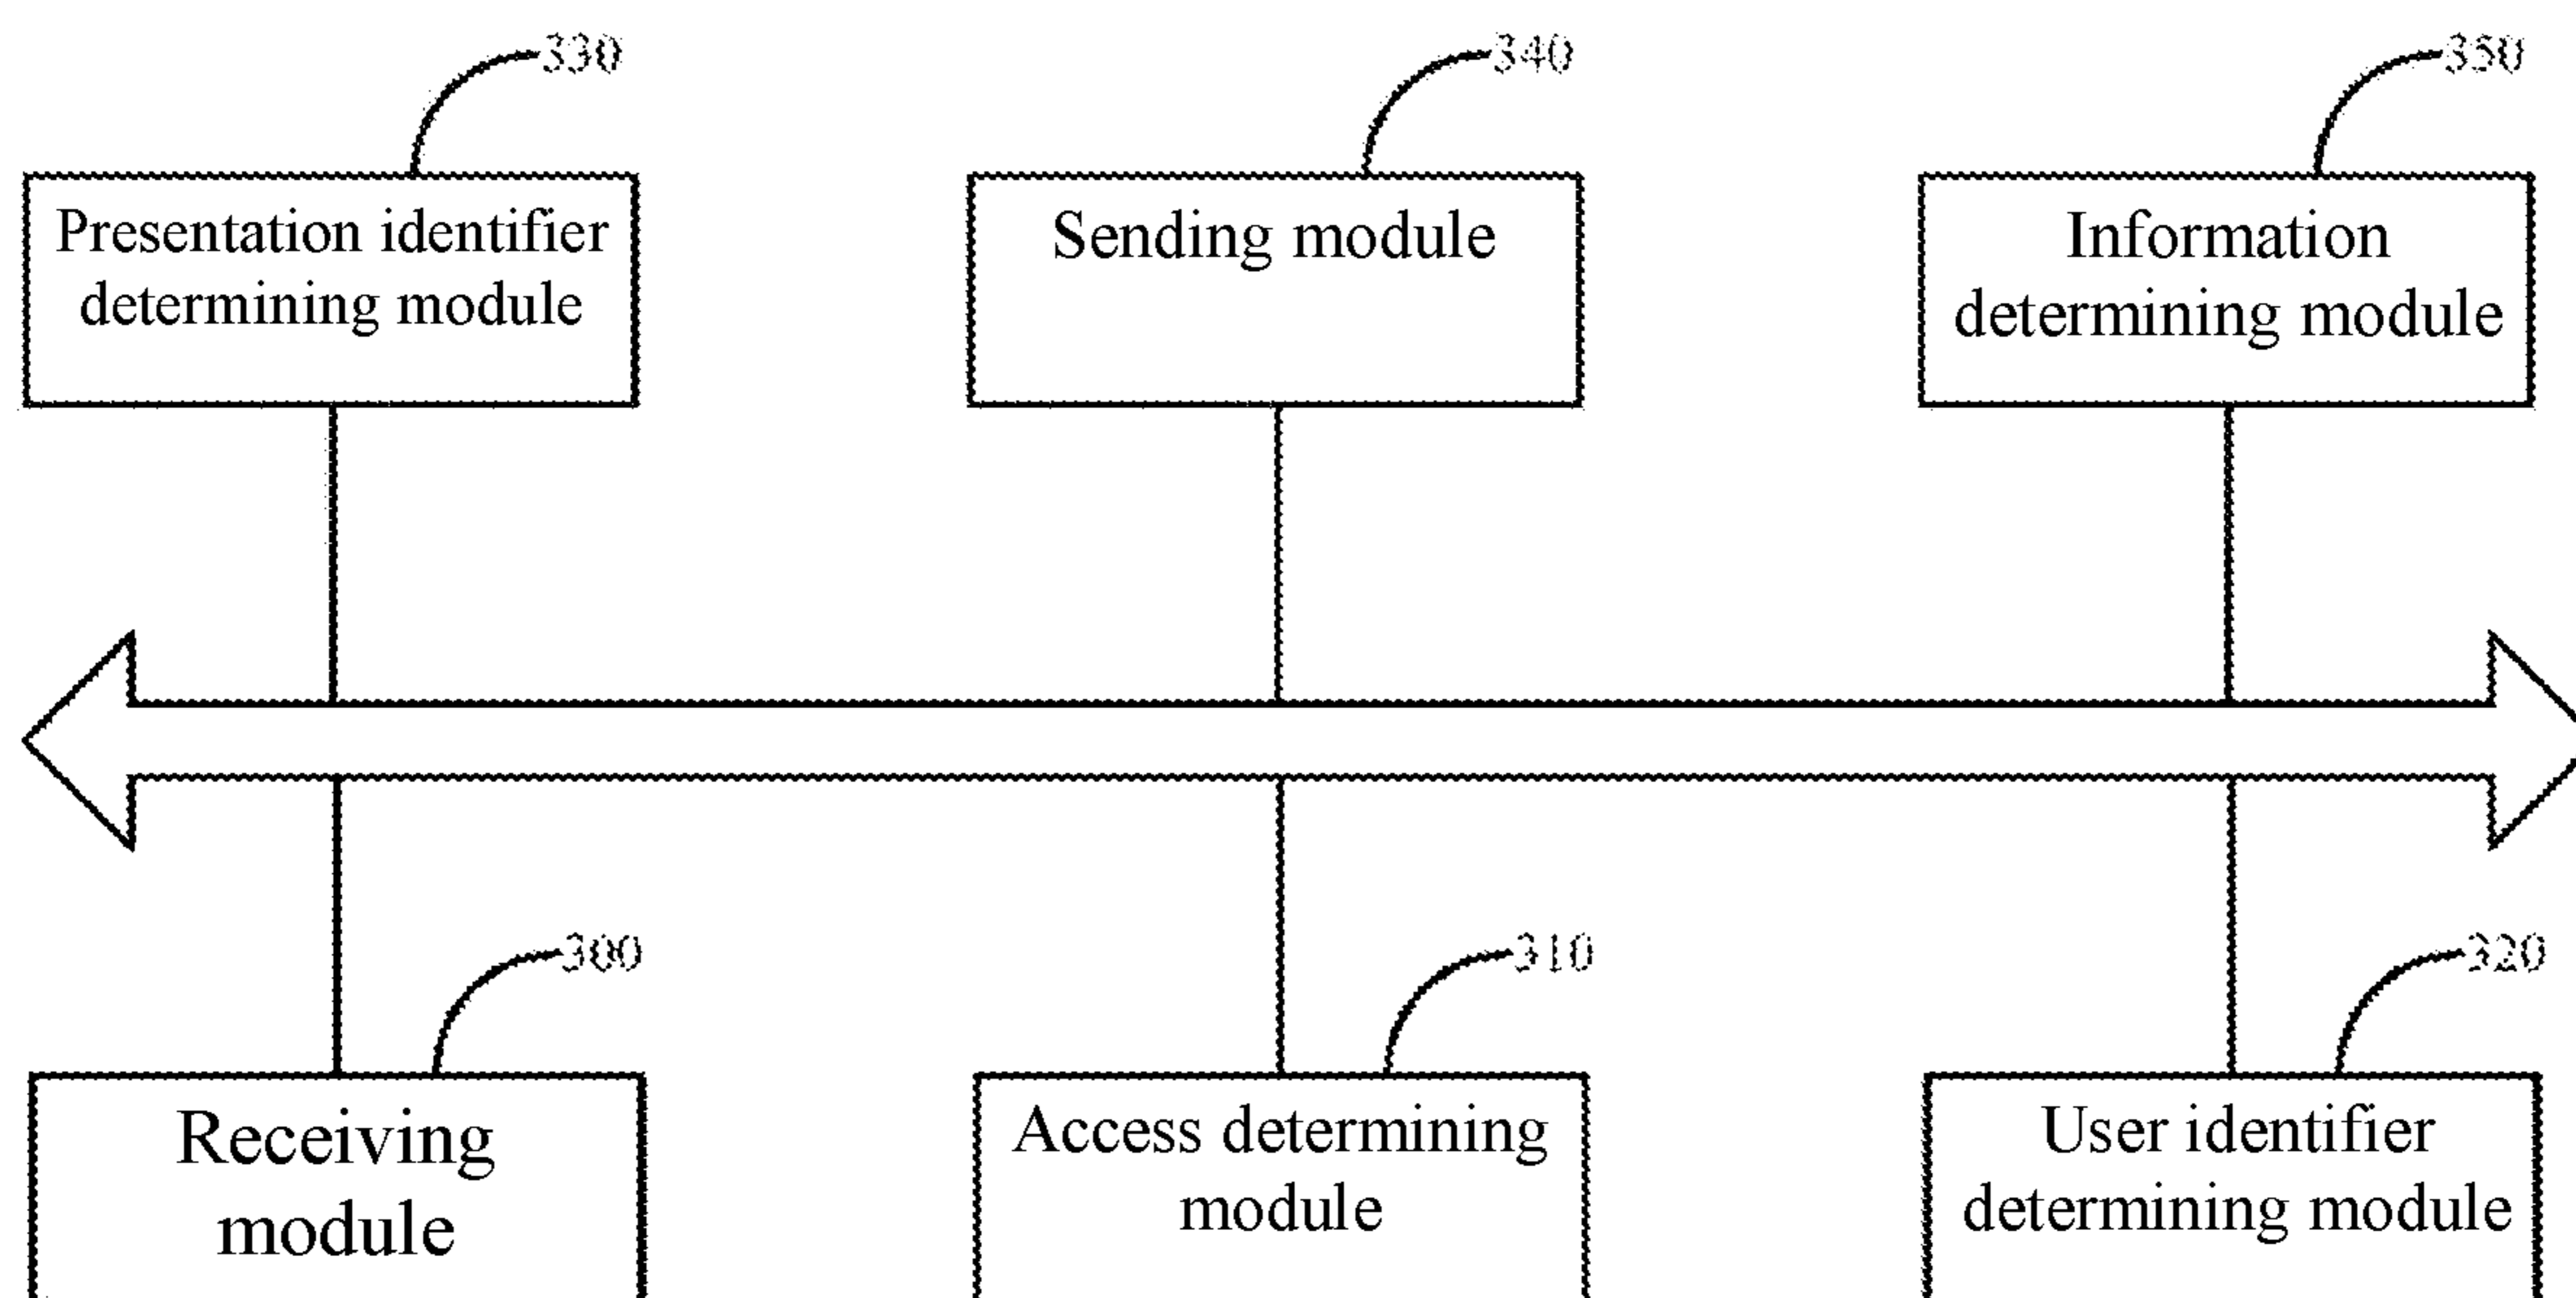 330
340
350
Presentation identifier
determining module
Sending module
Information
determining module
300
310
320
Receiving
module
Access determining
module
User identifier
determining module